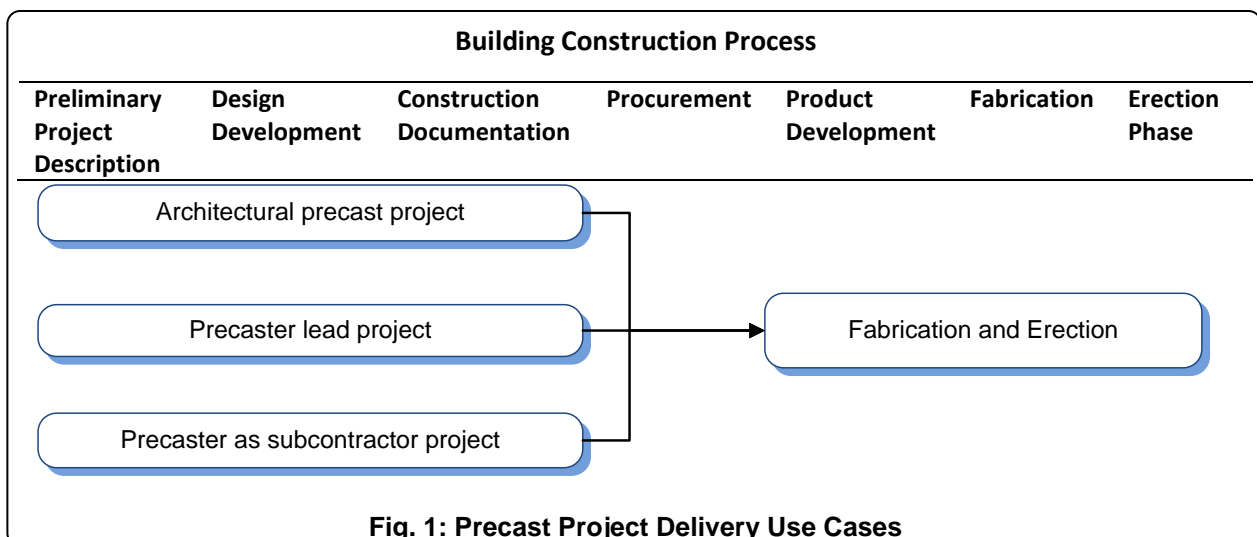 Building Construction Process
Preliminary Design Construction Procurement Product Fabrication Erection
Project Development Documentation Development Phase
Description
Architectural precast project
Precaster lead project
Fabrication and Erection
Precaster as subcontractor project
Fig. 1: Precast Project Delivery Use Cases